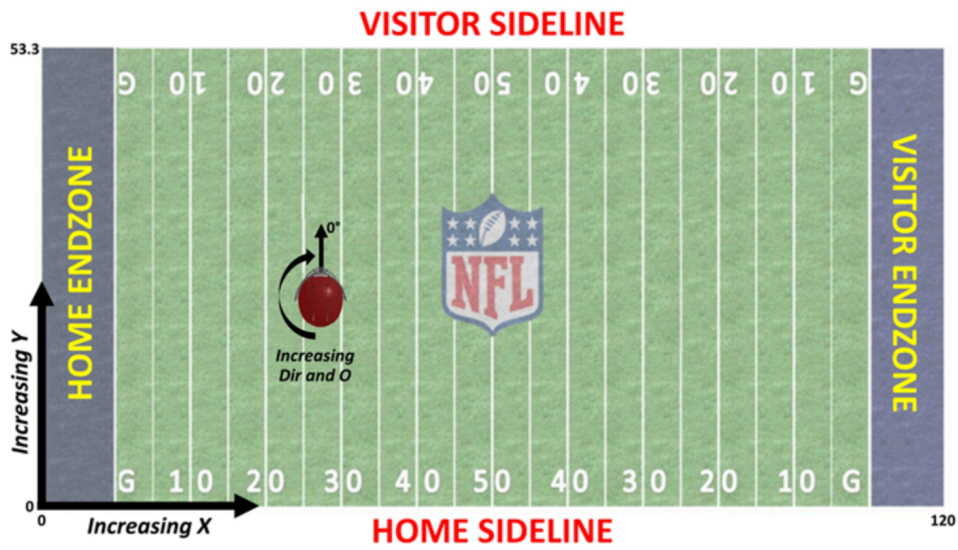 VISITOR SIDELINE
53.3
G 10 20 30 40 50 40 30 20 10 G
HOME ENDZONE
VISITOR ENDZONE
NFL
0°
Increasing
Dir and O
Increasing Y
G 10 20 30 40 50 40 30 20 10 G
0
0
Increasing X
HOME SIDELINE
120